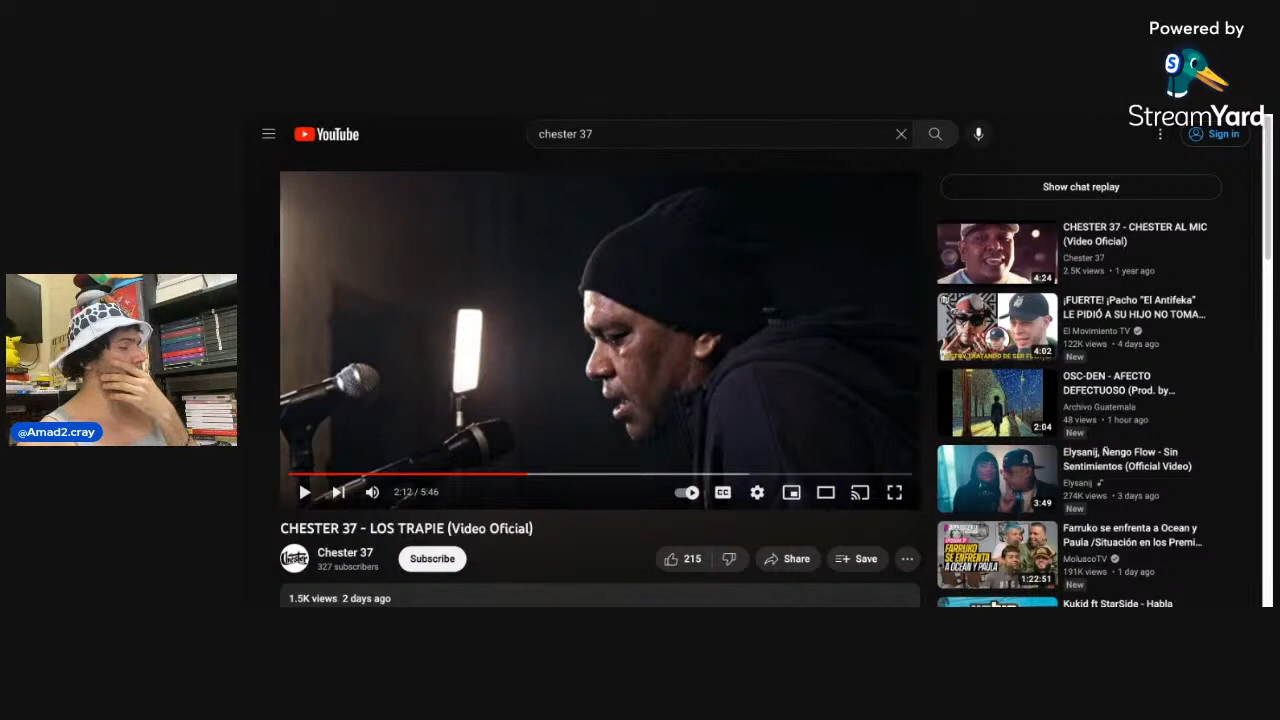 Powered by
StreamYard
YouTube
chester 37
Sign in
@Amad2.cray
2:12 / 5:46
CC
CHESTER 37 - LOS TRAPIE (Video Oficial)
Chester 37
327 subscribers
Subscribe
215
Share
Save
1.5K views 2 days ago
Show chat replay
4:24
CHESTER 37 - CHESTER AL MIC
(Video Oficial)
Chester 37
2.5K views • 1 year ago
4:02
¡FUERTE! ¡Pacho "El Antifeka"
LE PIDIÓ A SU HIJO NO TOMA...
El Movimiento TV
122K views • 4 days ago
New
2:04
OSC-DEN - AFECTO
DEFECTUOSO (Prod. by...
Archivo Guatemala
48 views • 1 hour ago
New
3:49
Elysanij, Ñengo Flow - Sin
Sentimientos (Official Video)
Elysanij
274K views • 3 days ago
New
FARRUKO
SE ENFRENTA
A OCEAN Y PAULA
1:22:51
Farruko se enfrenta a Ocean y
Paula /Situación en los Premi...
MoluscoTV
191K views • 1 day ago
New
Kukid ft StarSide - Habla